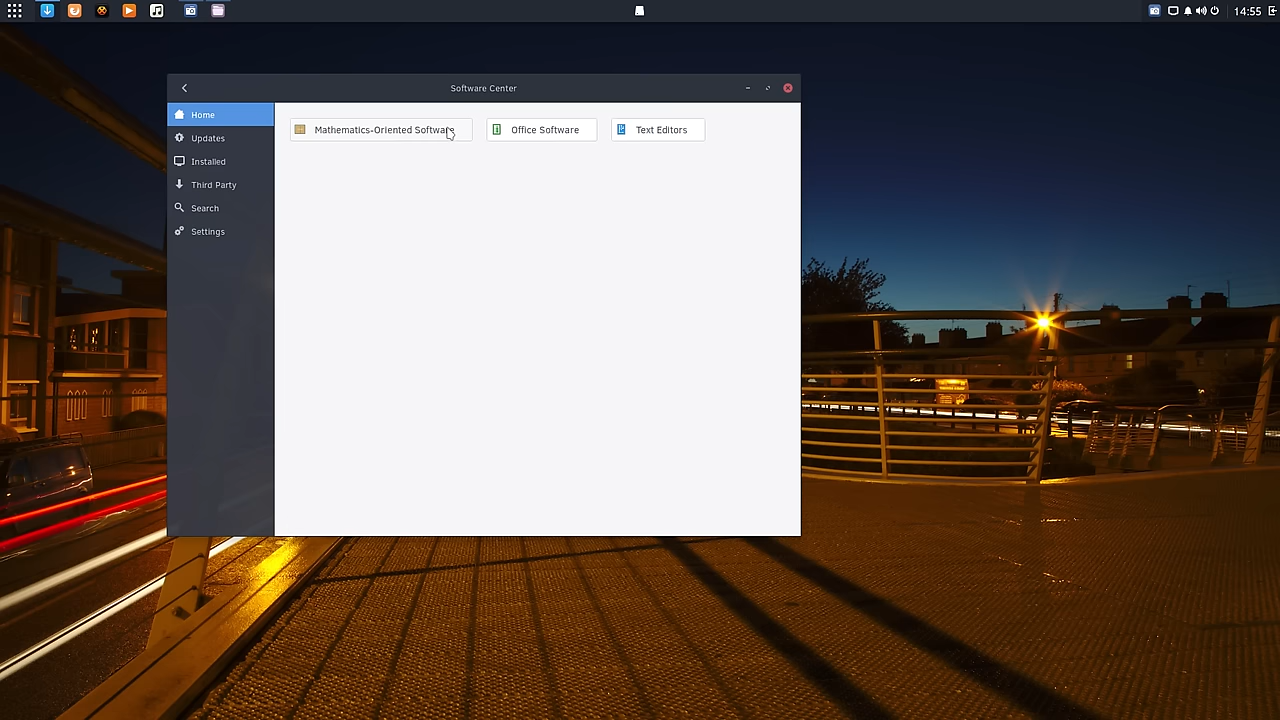 14:55
Software Center
Home
Updates
Installed
Third Party
Search
Settings
Mathematics-Oriented Software
Office Software
Text Editors